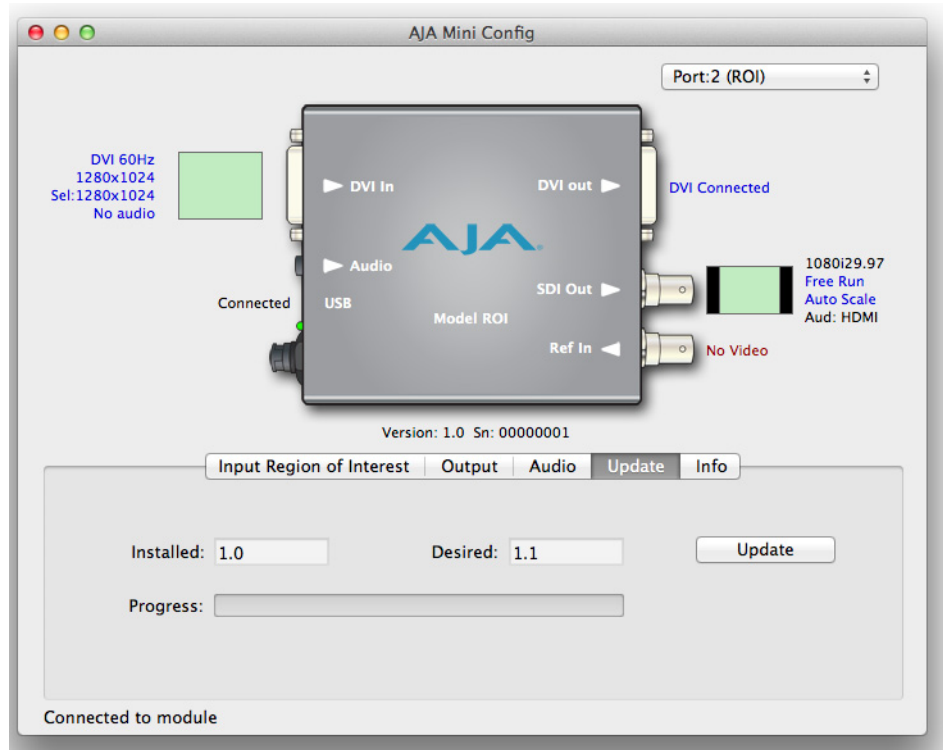 AJA Mini Config
Port:2 (ROI)
DVI 60Hz
1280x1024
Sel:1280x1024
No audio
DVI In
DVI out
DVI Connected
AJA
Audio
Connected
USB
Model ROI
SDI Out
1080i29.97
Free Run
Auto Scale
Aud: HDMI
Ref In
No Video
Version: 1.0 Sn: 00000001
Input Region of Interest
Output
Audio
Update
Info
Installed: 1.0
Desired: 1.1
Update
Progress:
Connected to module